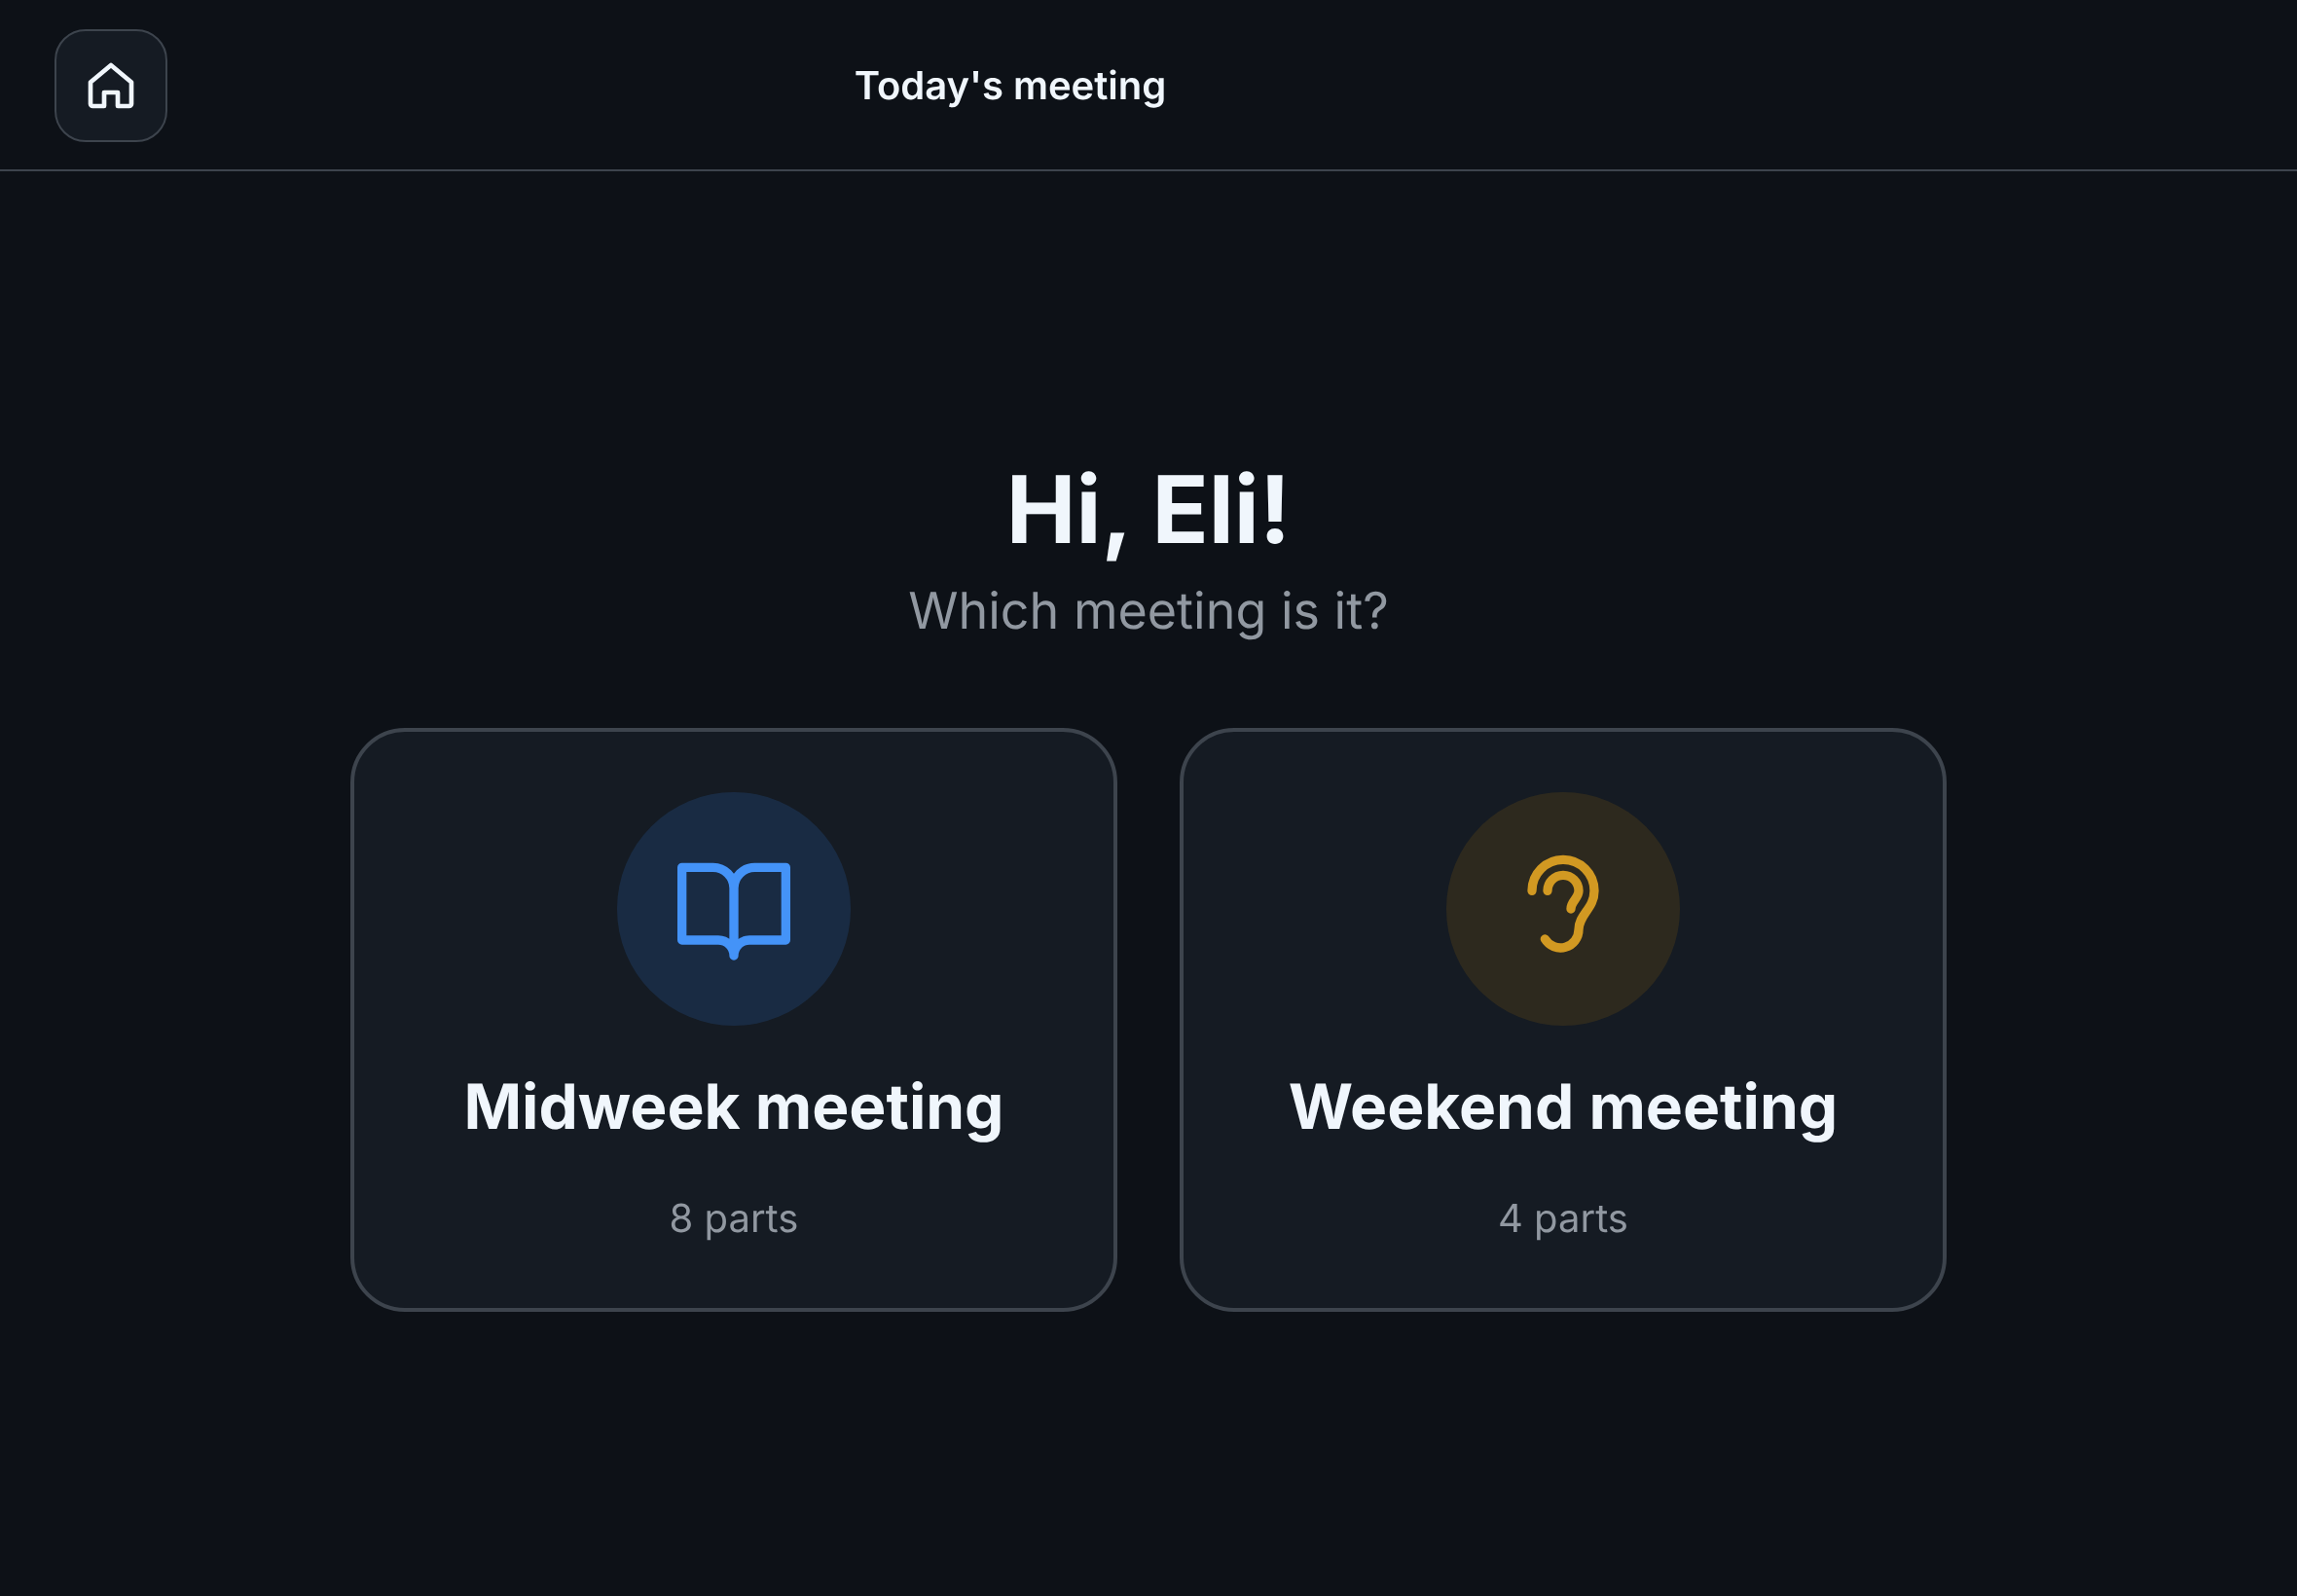 Today's meeting
Hi, Eli!
Which meeting is it?
Midweek meeting
8 parts
Weekend meeting
4 parts